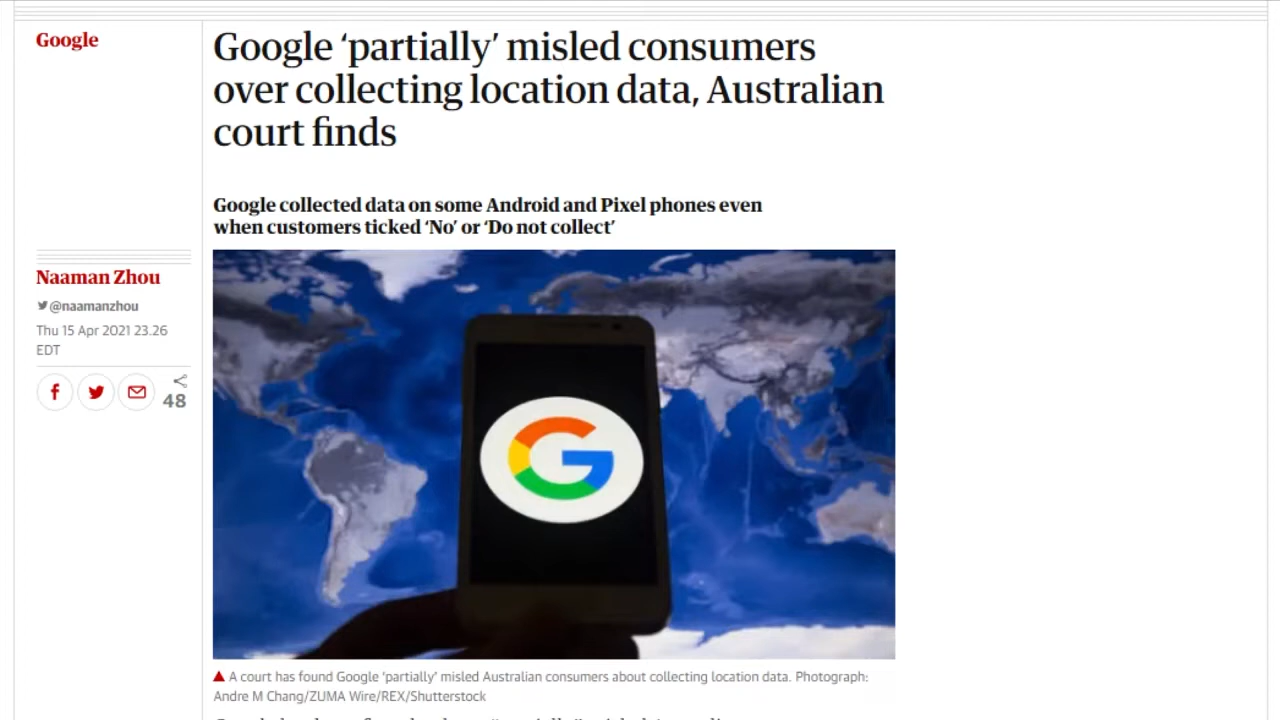 Google
Google ‘partially’ misled consumers
over collecting location data, Australian
court finds
Google collected data on some Android and Pixel phones even
when customers ticked ‘No’ or ‘Do not collect’
Naaman Zhou
@naamanzhou
Thu 15 Apr 2021 23.26
EDT
48
A court has found Google ‘partially’ misled Australian consumers about collecting location data. Photograph:
Andre M Chang/ZUMA Wire/REX/Shutterstock